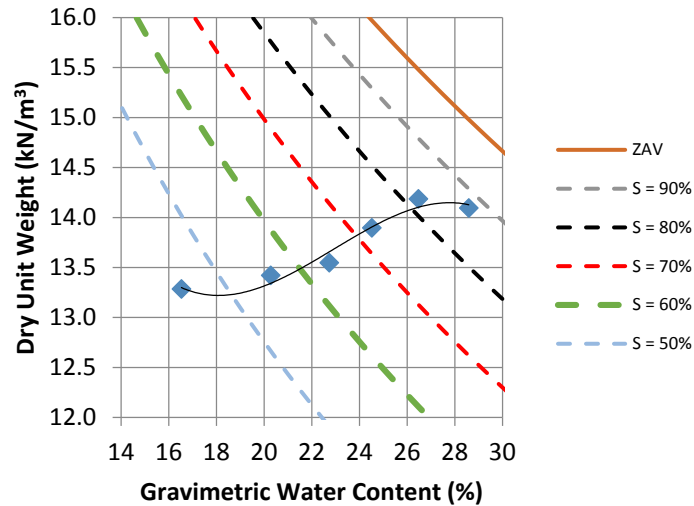 Dry Unit Weight (kN/m³)
16.0
15.5
15.0
14.5
14.0
13.5
13.0
12.5
12.0
14 16 18 20 22 24 26 28 30
Gravimetric Water Content (%)
ZAV
S = 90%
S = 80%
S = 70%
S = 60%
S = 50%